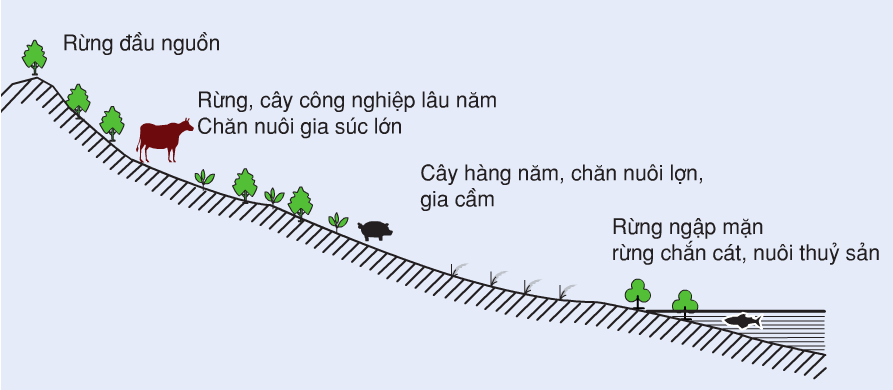 Rừng đầu nguồn
Rừng, cây công nghiệp lâu năm
Chăn nuôi gia súc lớn
Cây hàng năm, chăn nuôi lợn,
gia cầm
Rừng ngập mặn
rừng chắn cát, nuôi thuỷ sản